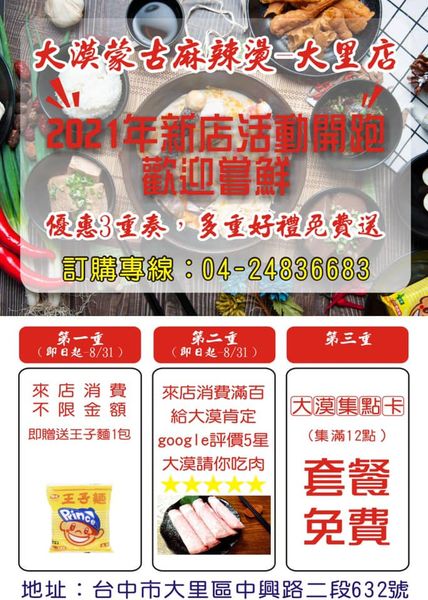 大漠蒙古麻辣燙-大里店
2021年新店活動開跑
歡迎嘗鮮
優惠3重奏，多重好禮免費送
訂購專線：04-24836683
第一重
（即日起-8/31）
來店消費
不限金額
即贈送王子麵1包
王子麵
Prince
第二重
（即日起-8/31）
來店消費滿百
給大漠肯定
google評價5星
大漠請你吃肉
第三重
大漠集點卡
(集滿12點)
套餐
免費
地址：台中市大里區中興路二段632號